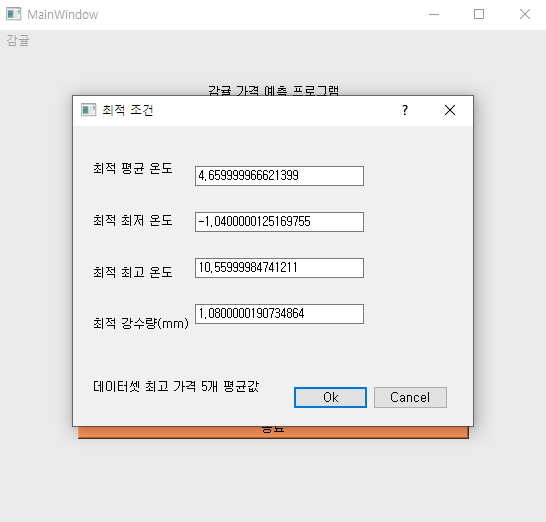 MainWindow
감귤
감귤 가격 예측 프로그램
최적 조건
최적 평균 온도 4.659999966621399
최적 최저 온도 -1.0400000125169755
최적 최고 온도 10.55999984741211
최적 강수량(mm) 1.0800000190734864
데이터셋 최고 가격 5개 평균값
Ok Cancel
종료